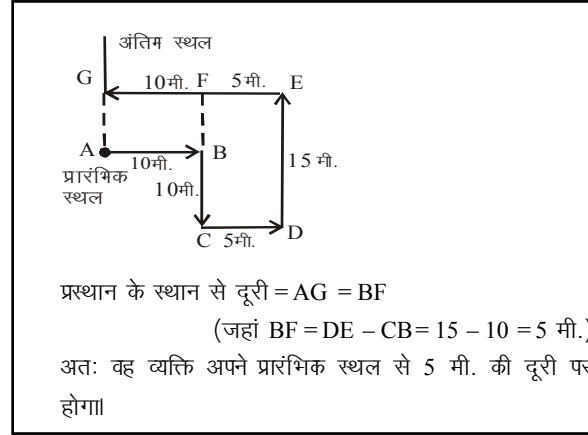 अंतिम स्थल
G 10मी. F 5मी. E
A 10मी. B
प्रारंभिक
स्थल
10मी.
15 मी.
C 5मी. D
प्रस्थान के स्थान से दूरी = AG = BF
(जहां BF = DE – CB = 15 – 10 = 5 मी.)
अतः वह व्यक्ति अपने प्रारंभिक स्थल से 5 मी. की दूरी पर
होगा।